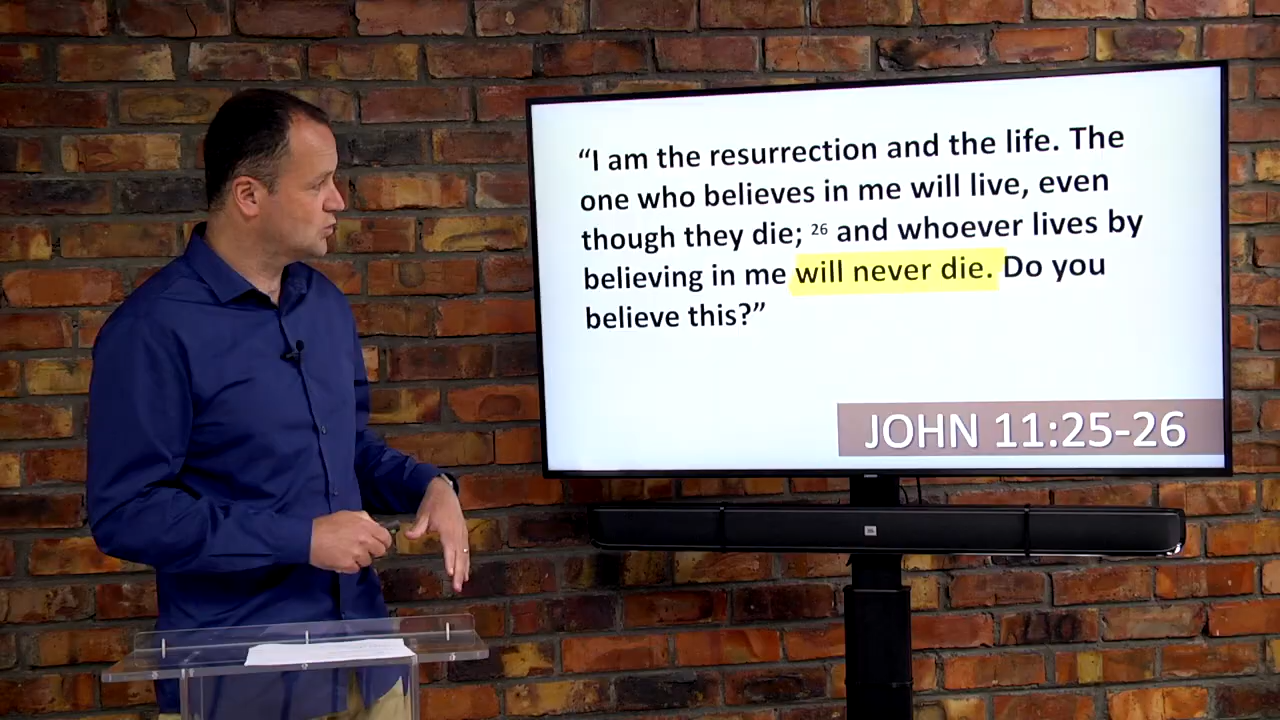 “I am the resurrection and the life. The
one who believes in me will live, even
though they die; 26 and whoever lives by
believing in me will never die. Do you
believe this?”
JOHN 11:25-26
JBL